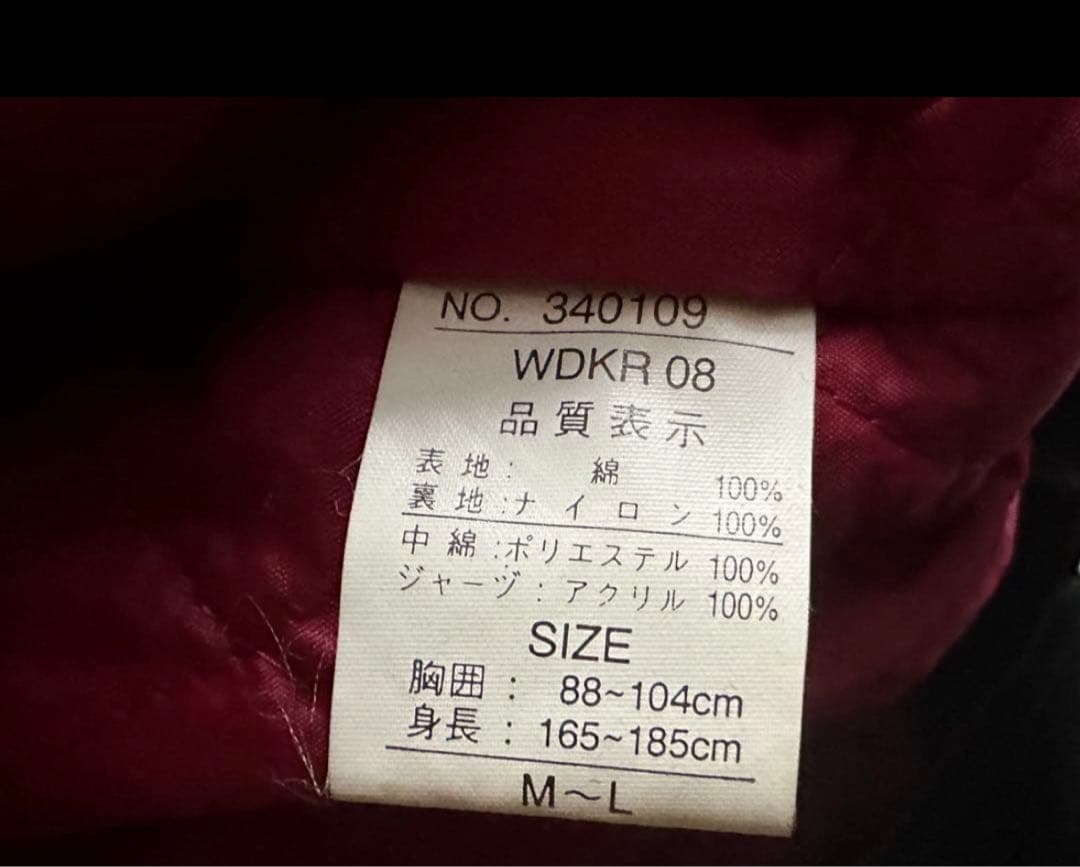 NO. 340109
WDKR 08
品質表示
表地: 綿 100%
裏地:ナイロン 100%
中綿:ポリエステル 100%
ジャーヅ: アクリル 100%
SIZE
胸囲: 88~104cm
身長: 165~185cm
M～L